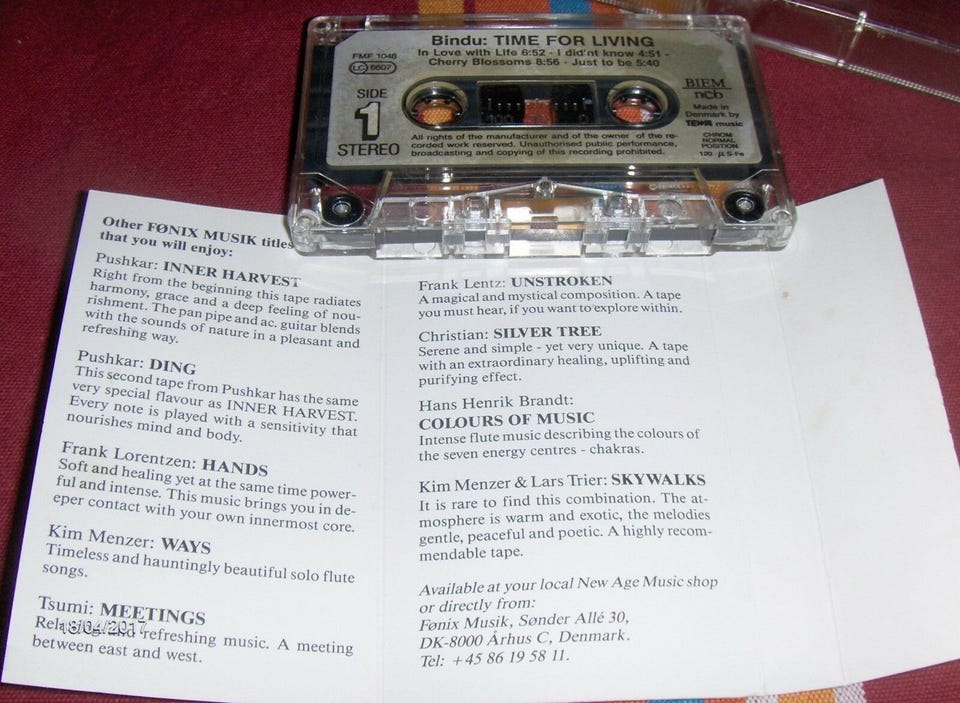 Bindu: TIME FOR LIVING
In Love with Life 6:52 - I did'nt know 4:51 -
Cherry Blossoms 8:56 - Just to be 5:40
FMF 1048
LC 6607
SIDE
1
STEREO
BIEM
ncb
Made in
Denmark by
music
CHROM
NORMAL
POSITION
120 µ S-Fe
All rights of the manufacturer and of the owner of the re-
corded work reserved. Unauthorised public performance,
broadcasting and copying of this recording prohibited.
Other FØNIX MUSIK titles
that you will enjoy:
Pushkar: INNER HARVEST
Right from the beginning this tape radiates
harmony, grace and a deep feeling of nou-
rishment. The pan pipe and ac. guitar blends
with the sounds of nature in a pleasant and
refreshing way.
Pushkar: DING
This second tape from Pushkar has the same
very special flavour as INNER HARVEST.
Every note is played with a sensitivity that
nourishes mind and body.
Frank Lorentzen: HANDS
Soft and healing yet at the same time power-
ful and intense. This music brings you in de-
eper contact with your own innermost core.
Kim Menzer: WAYS
Timeless and hauntingly beautiful solo flute
songs.
Tsumi: MEETINGS
and refreshing music. A meeting
between east and west.
18/04/2017
Frank Lentz: UNSTROKEN
A magical and mystical composition. A tape
you must hear, if you want to explore within.
Christian: SILVER TREE
Serene and simple - yet very unique. A tape
with an extraordinary healing, uplifting and
purifying effect.
Hans Henrik Brandt:
COLOURS OF MUSIC
Intense flute music describing the colours of
the seven energy centres - chakras.
Kim Menzer & Lars Trier: SKYWALKS
It is rare to find this combination. The at-
mosphere is warm and exotic, the melodies
gentle, peaceful and poetic. A highly recom-
mendable tape.
Available at your local New Age Music shop
or directly from:
Fønix Musik, Sønder Allé 30,
DK-8000 Århus C, Denmark.
Tel: +45 86 19 58 11.